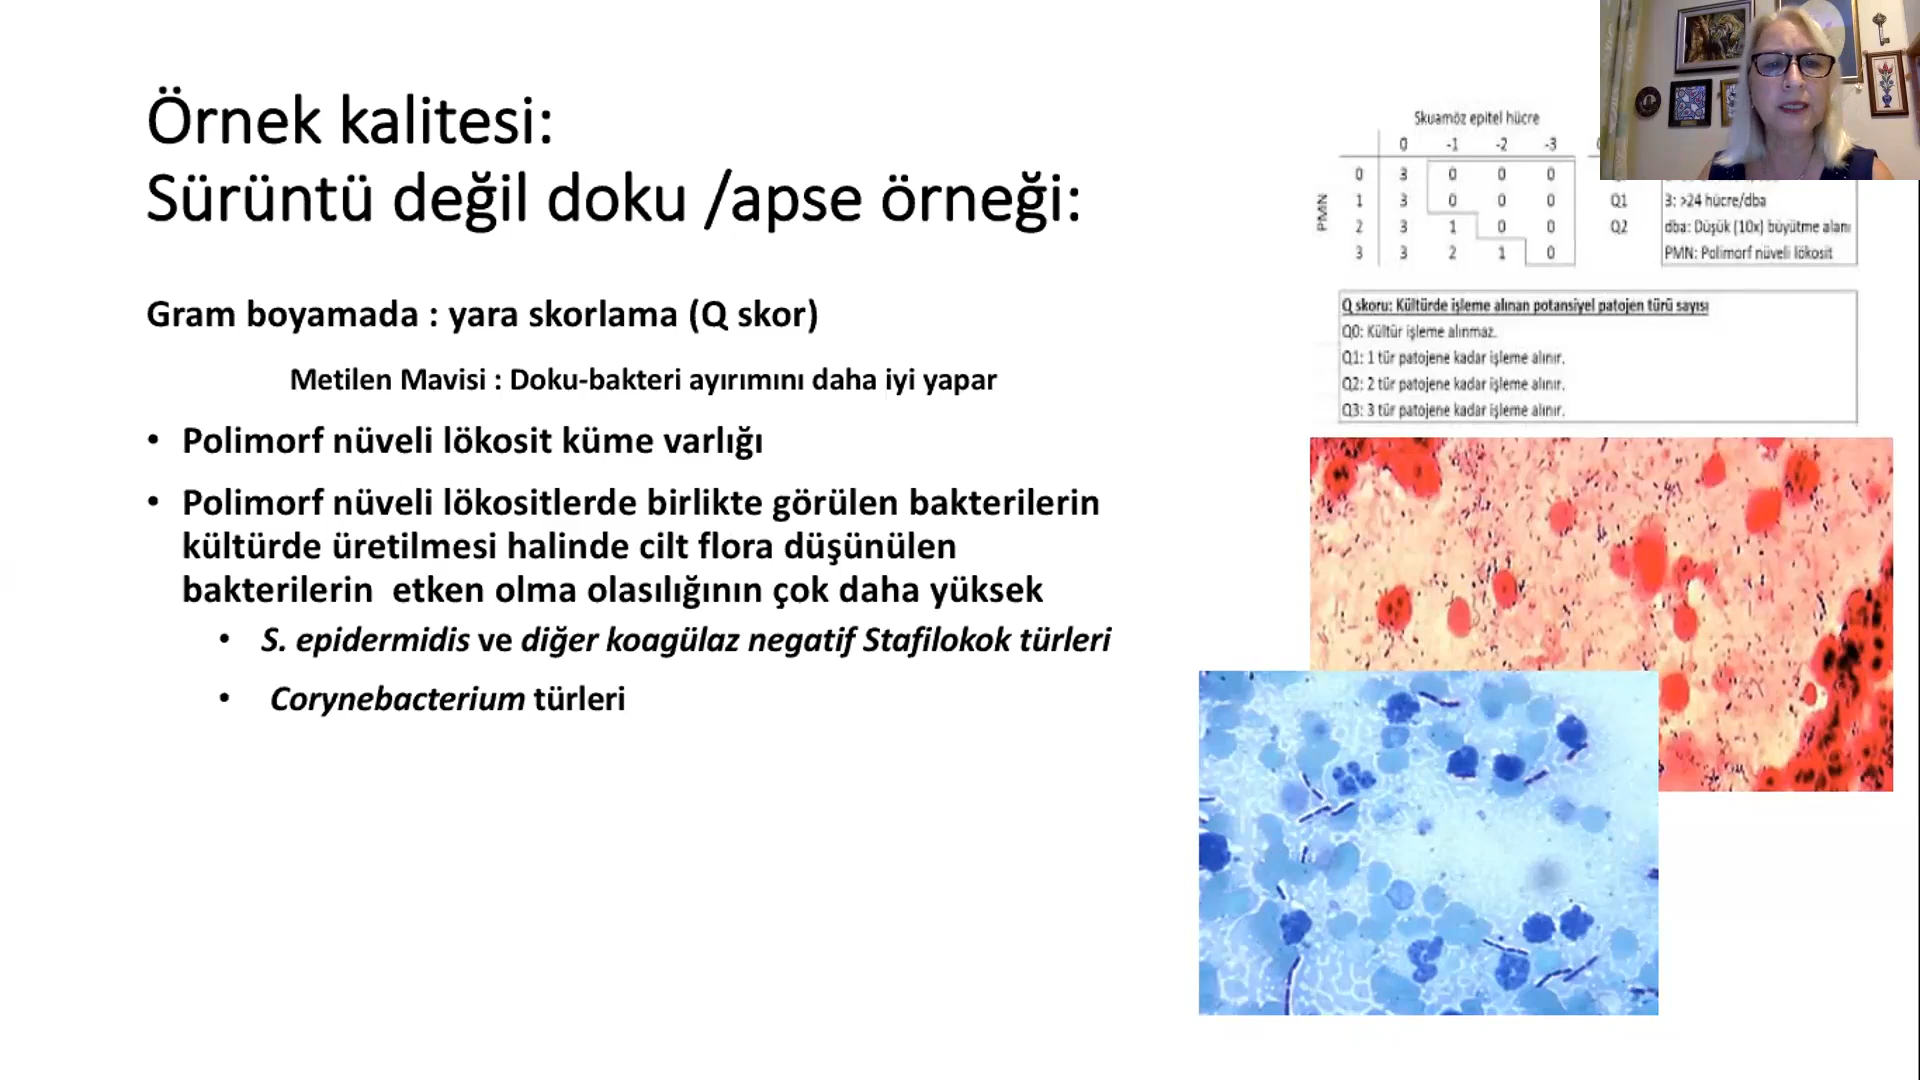 Örnek kalitesi:
Sürüntü değil doku /apse örneği:
Gram boyamada : yara skorlama (Q skor)
Metilen Mavisi : Doku-bakteri ayırımını daha iyi yapar
• Polimorf nüveli lökosit küme varlığı
• Polimorf nüveli lökositlerde birlikte görülen bakterilerin
kültürde üretilmesi halinde cilt flora düşünülen
bakterilerin etken olma olasılığının çok daha yüksek
• S. epidermidis ve diğer koagülaz negatif Stafilokok türleri
• Corynebacterium türleri
Skuamöz epitel hücre
0 -1 -2 -3
PMN
0 3 0 0 0
1 3 0 0 0 Q1 3: >24 hücre/dba
2 3 1 0 0 Q2 dba: Düşük (10x) büyütme alanı
3 3 2 1 0 PMN: Polimorf nüveli lökosit
Q skoru: Kültürde işleme alınan potansiyel patojen türü sayısı
Q0: Kültür işleme alınmaz.
Q1: 1 tür patojene kadar işleme alınır.
Q2: 2 tür patojene kadar işleme alınır.
Q3: 3 tür patojene kadar işleme alınır.